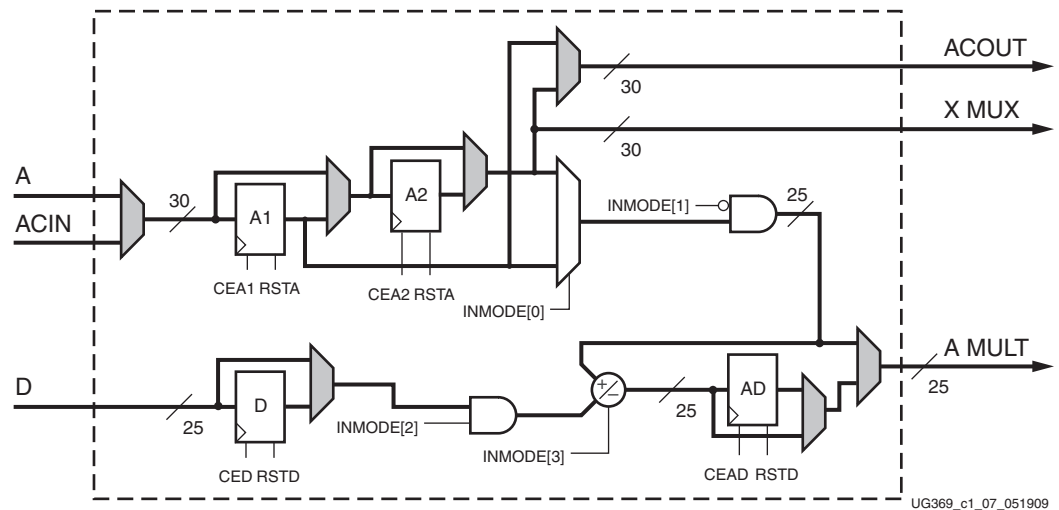 ACOUT
30
X MUX
30
A
ACIN
30
A1
A2
CEA1 RSTA
CEA2 RSTA
INMODE[1]
25
INMODE[0]
D
25
D
CED RSTD
INMODE[2]
INMODE[3]
+
–
25
AD
CEAD RSTD
A MULT
25
UG369_c1_07_051909